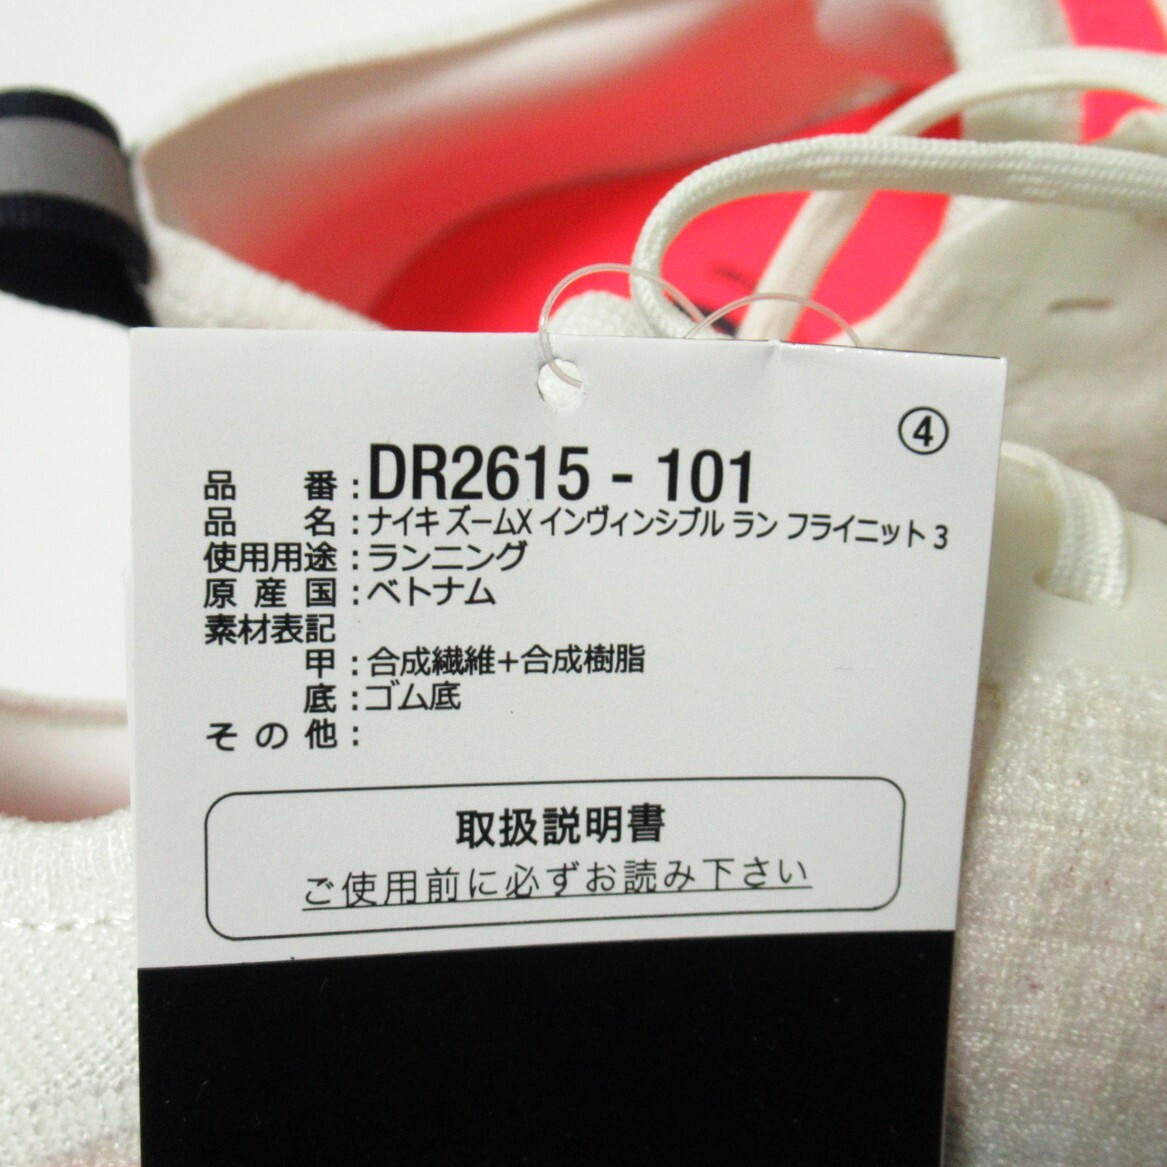 ④
品番:DR2615 - 101
品名:ナイキ ズームX インヴィンシブル ラン フライニット 3
使用用途:ランニング
原産国:ベトナム
素材表記
甲:合成繊維+合成樹脂
底:ゴム底
その他:
取扱説明書
ご使用前に必ずお読み下さい